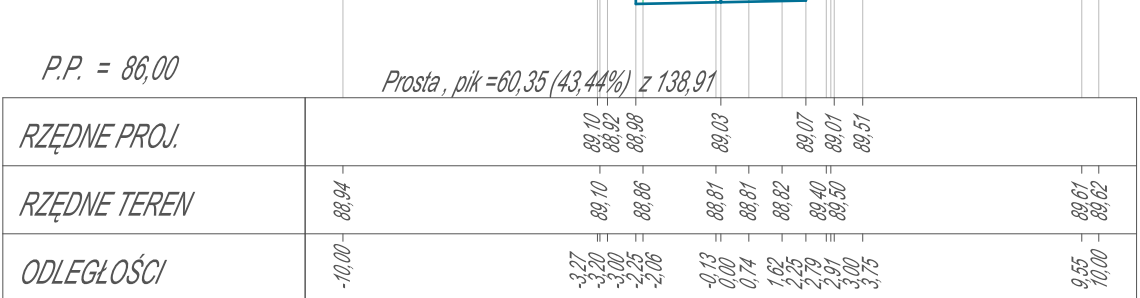 P.P. = 86,00
Prosta , pik =60,35 (43,44%) z 138,91
RZĘDNE PROJ. 89,10 88,92 88,98 89,03 89,07 89,01 89,51
RZĘDNE TEREN 88,94 89,10 88,86 88,81 88,81 88,82 89,40 89,50 89,61 89,62
ODLEGŁOŚCI -10,00 -3,27 -3,20 -3,00 -2,25 -2,06 -0,13 0,00 0,74 1,62 2,25 2,79 2,91 3,00 3,75 9,55 10,00